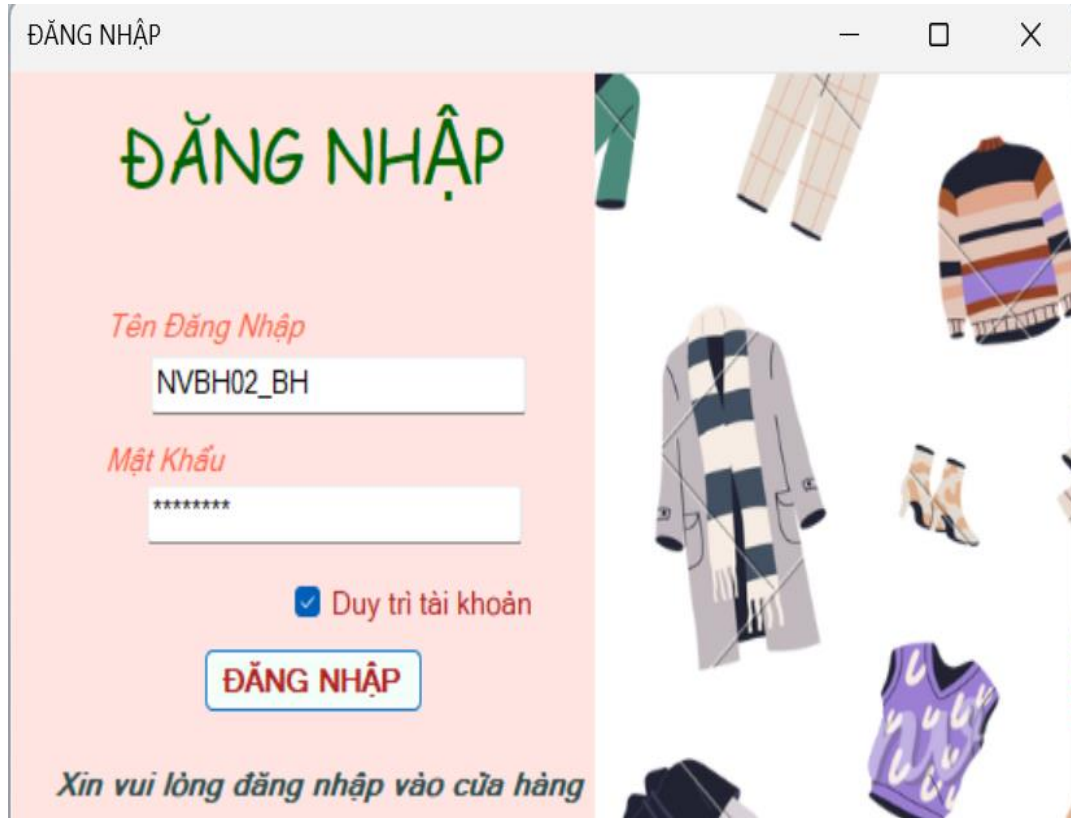 ĐĂNG NHẬP
ĐĂNG NHẬP
Tên Đăng Nhập
NVBH02_BH
Mật Khẩu
********
Duy trì tài khoản
ĐĂNG NHẬP
Xin vui lòng đăng nhập vào cửa hàng